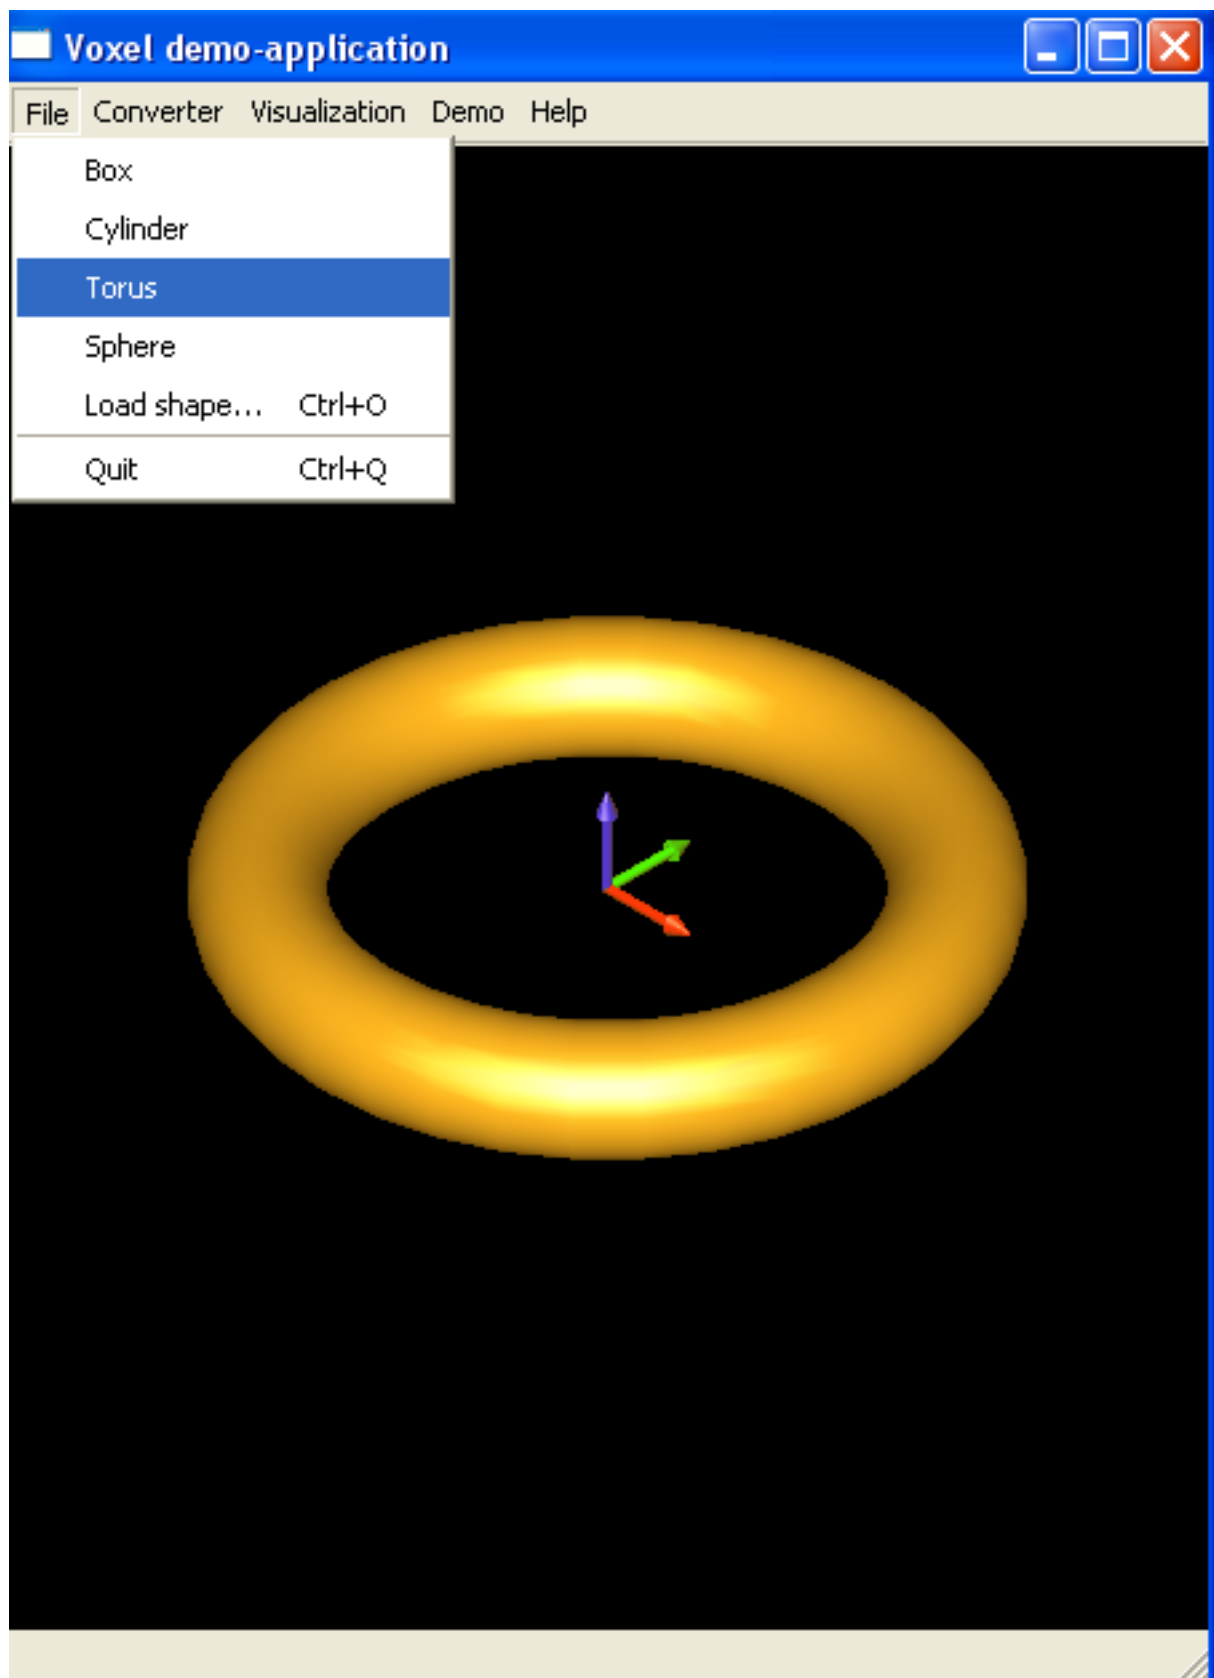 Voxel demo-application
File Converter Visualization Demo Help
Box
Cylinder
Torus
Sphere
Load shape... Ctrl+O
Quit Ctrl+Q